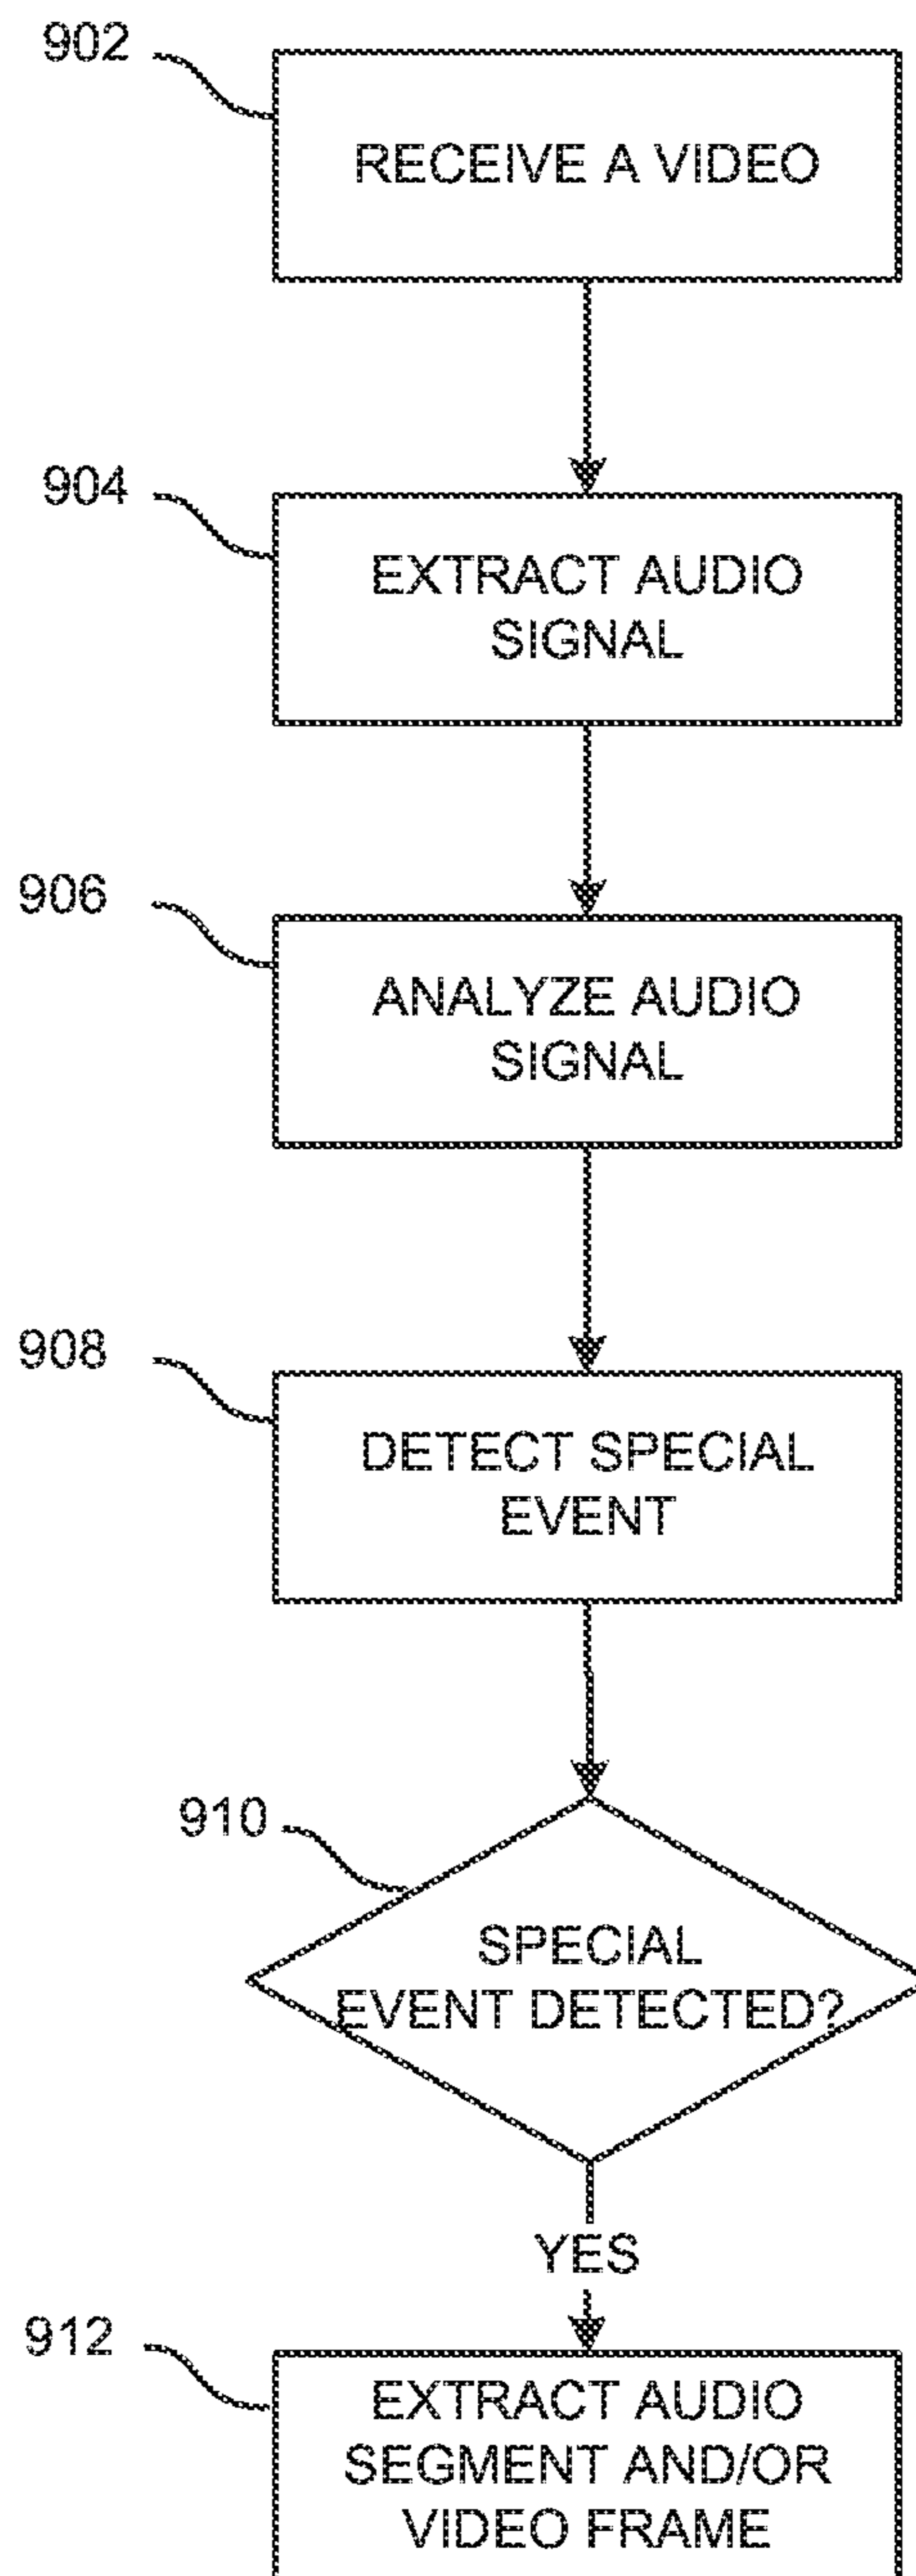 902
RECEIVE A VIDEO
904
EXTRACT AUDIO
SIGNAL
906
ANALYZE AUDIO
SIGNAL
908
DETECT SPECIAL
EVENT
910
SPECIAL
EVENT DETECTED?
YES
912
EXTRACT AUDIO
SEGMENT AND/OR
VIDEO FRAME